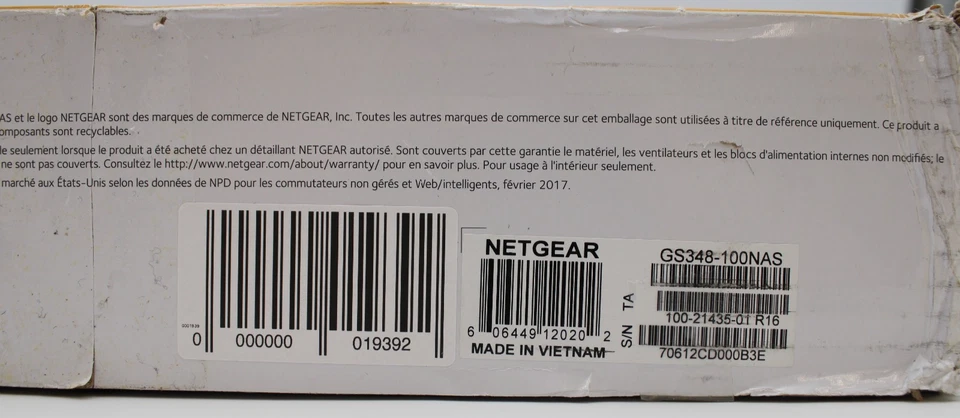 AS et le logo NETGEAR sont des marques de commerce de NETGEAR, Inc. Toutes les autres marques de commerce sur cet emballage sont utilisées à titre de référence uniquement. Ce produit a
omposants sont recyclables.
le seulement lorsque le produit a été acheté chez un détaillant NETGEAR autorisé. Sont couverts par cette garantie le matériel, les ventilateurs et les blocs d'alimentation internes non modifiés; le
ne sont pas couverts. Consultez le http://www.netgear.com/about/warranty/ pour en savoir plus. Pour usage à l'intérieur seulement.
marché aux États-Unis selon les données de NPD pour les commutateurs non gérés et Web/intelligents, février 2017.
0 000000 019392
NETGEAR
6 06449 12020 2
MADE IN VIETNAM
GS348-100NAS
TA
100-21435-01 R16
S/N
70612CD000B3E